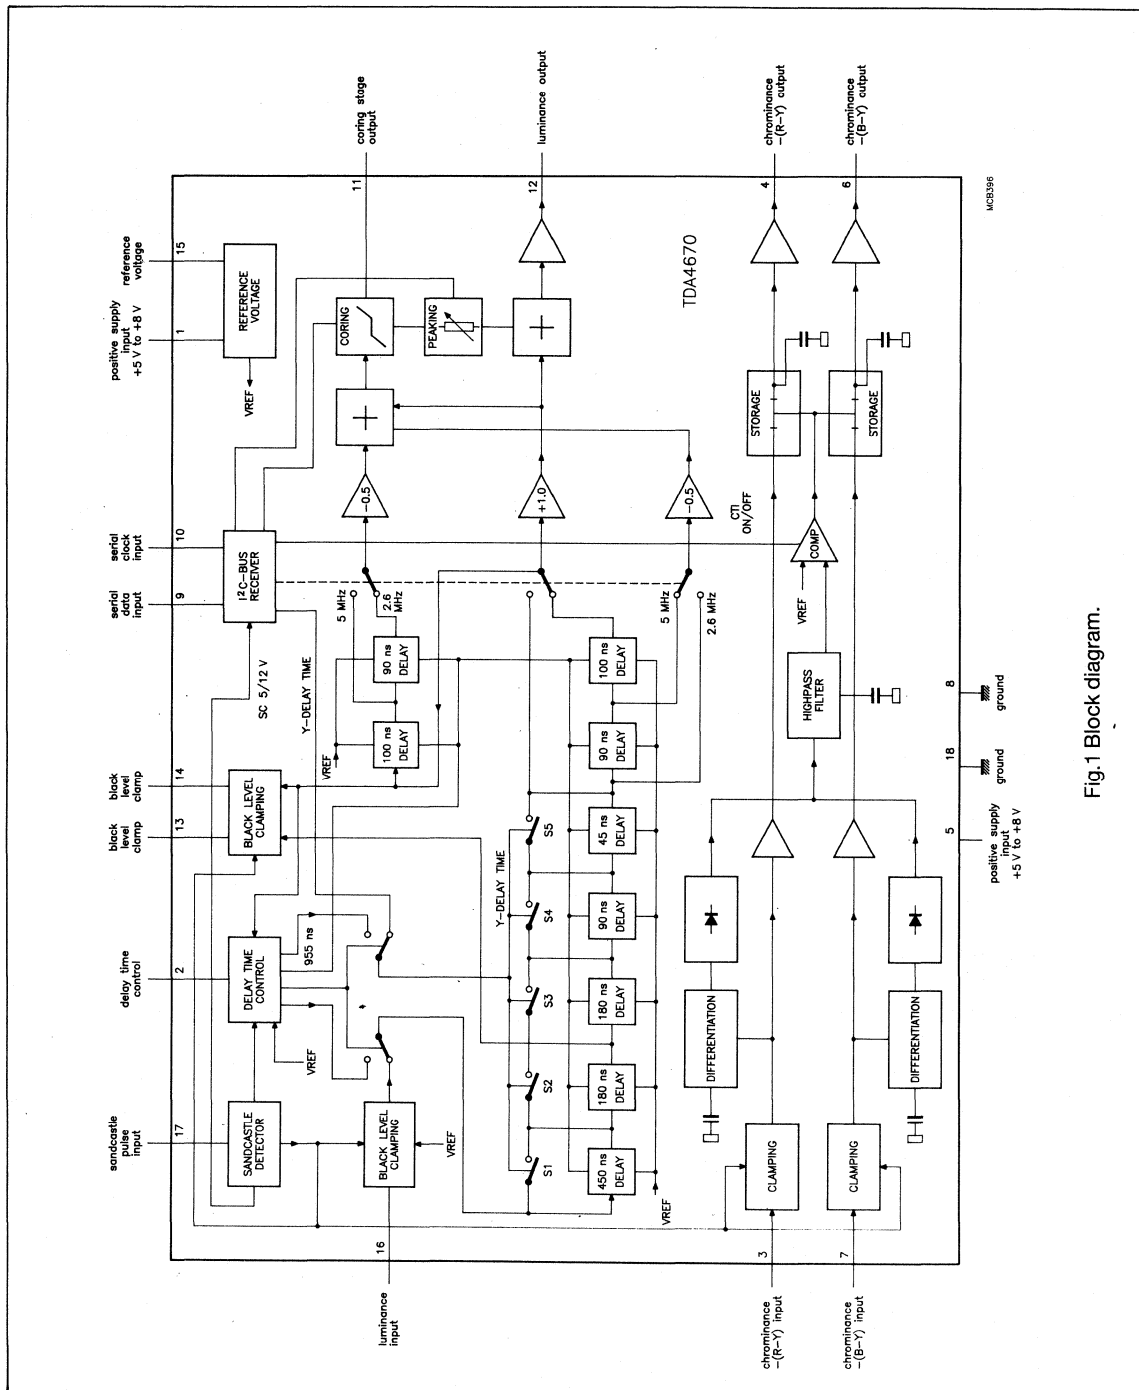 sandcastle
pulse
input
17
delay time
control
2
black
level
clamp
13
black
level
clamp
14
serial
data
input
9
serial
clock
input
10
positive supply
input
+5 V to +8 V
1
reference
voltage
15
SANDCASTLE
DETECTOR
DELAY TIME
CONTROL
BLACK LEVEL
CLAMPING
I²C-BUS
RECEIVER
REFERENCE
VOLTAGE
VREF
VREF
955 ns
SC 5/12 V
Y-DELAY TIME
coring stage
output
11
luminance
input
16
BLACK LEVEL
CLAMPING
VREF
VREF
100 ns
DELAY
90 ns
DELAY
5 MHz
2.6
MHz
-0.5
+
CORING
PEAKING
S1
S2
S3
S4
S5
Y-DELAY TIME
+1.0
+
12
luminance output
450 ns
DELAY
180 ns
DELAY
180 ns
DELAY
90 ns
DELAY
45 ns
DELAY
90 ns
DELAY
100 ns
DELAY
VREF
5 MHz
2.6 MHz
-0.5
TDA4670
CTI
ON/OFF
chrominance
-(R-Y) input
3
CLAMPING
DIFFERENTIATION
HIGHPASS
FILTER
VREF
COMP
STORAGE
4
chrominance
-(R-Y) output
chrominance
-(B-Y) input
7
CLAMPING
DIFFERENTIATION
STORAGE
6
chrominance
-(B-Y) output
5
positive supply
input
+5 V to +8 V
18
ground
8
ground
MCB396
Fig.1 Block diagram.